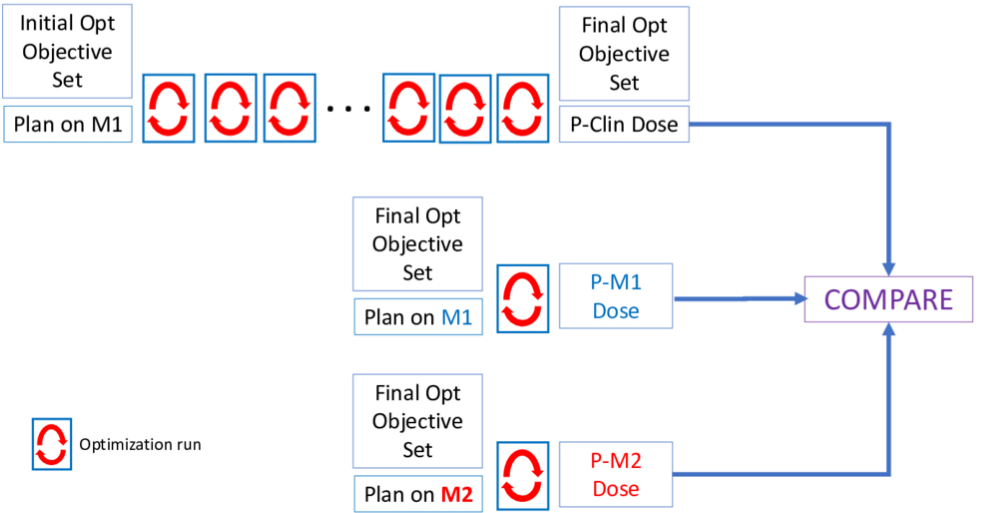 Initial Opt
Objective
Set
Plan on M1
...
Final Opt
Objective
Set
P-Clin Dose
Final Opt
Objective
Set
Plan on M1
P-M1
Dose
COMPARE
Final Opt
Objective
Set
Plan on M2
P-M2
Dose
Optimization run